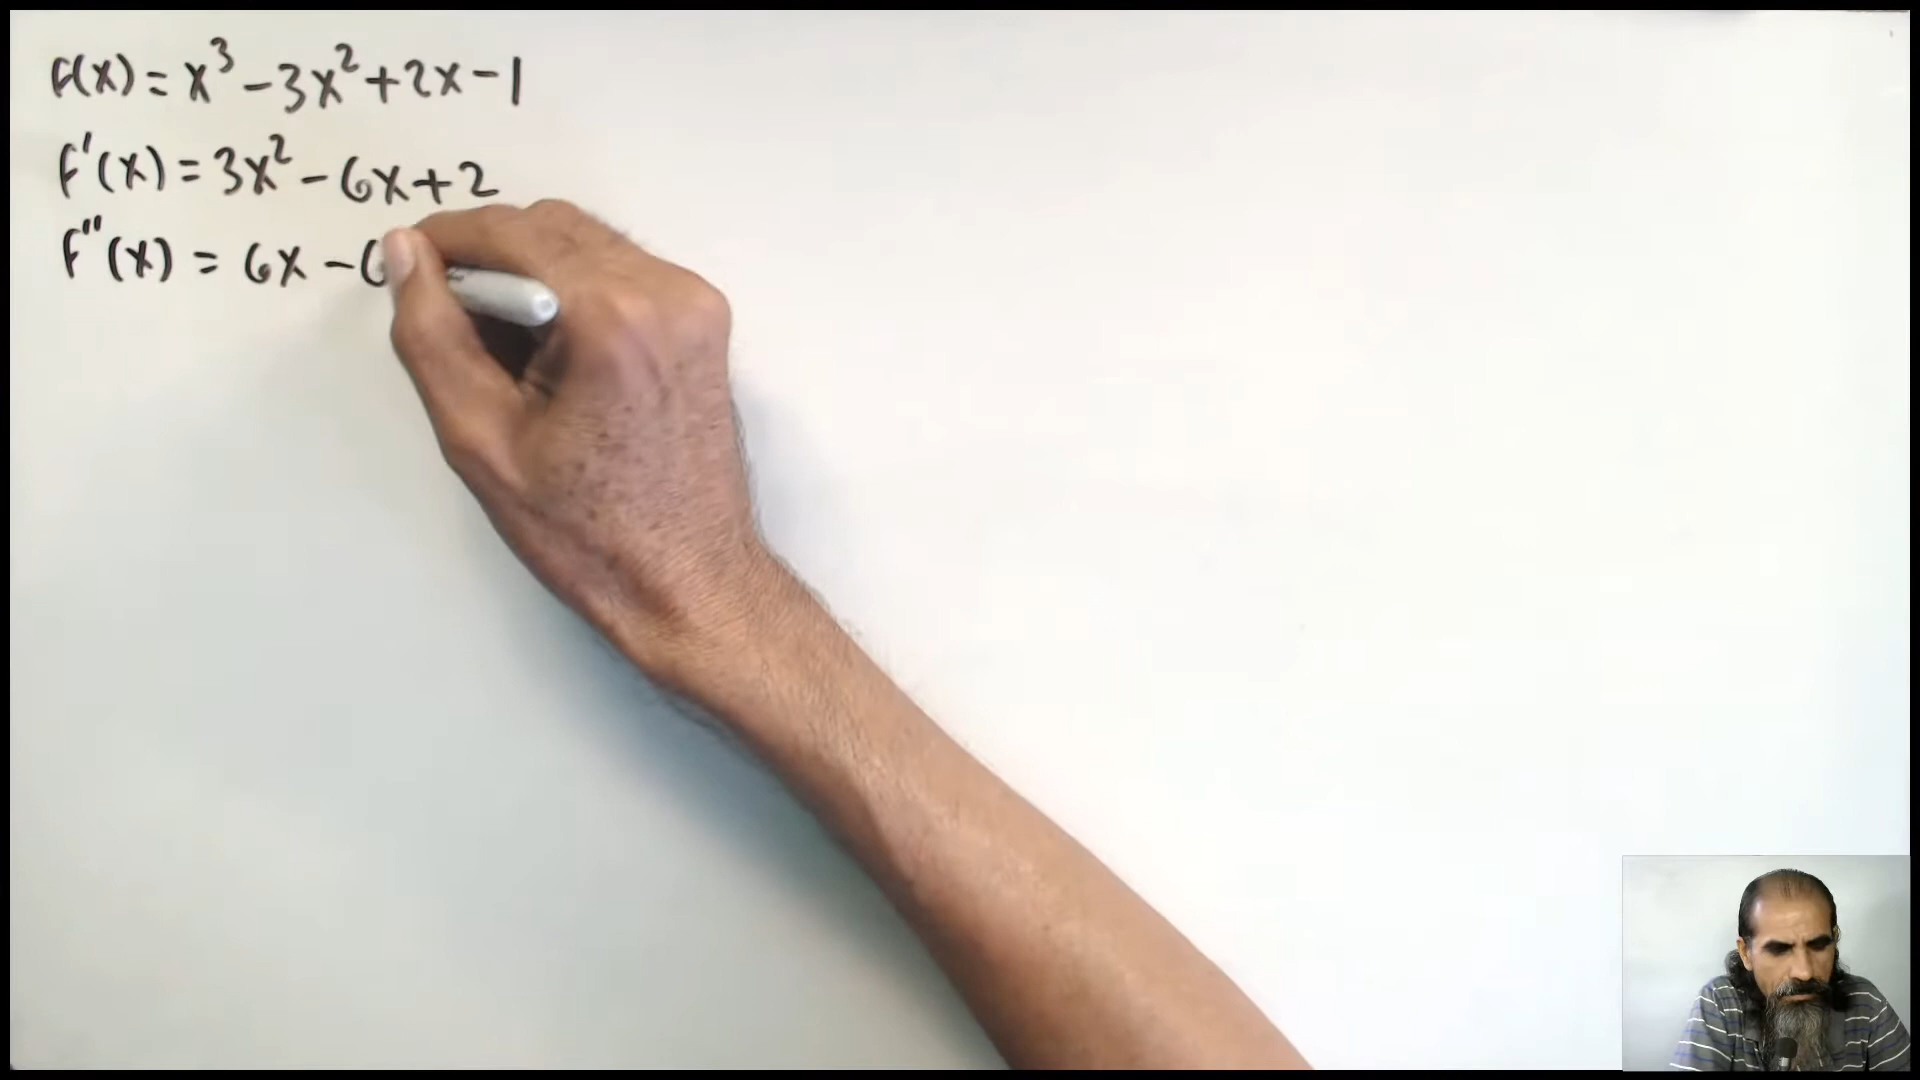 F(x) = x³ - 3x² + 2x - 1
F'(x) = 3x² - 6x + 2
F"(x) = 6x -